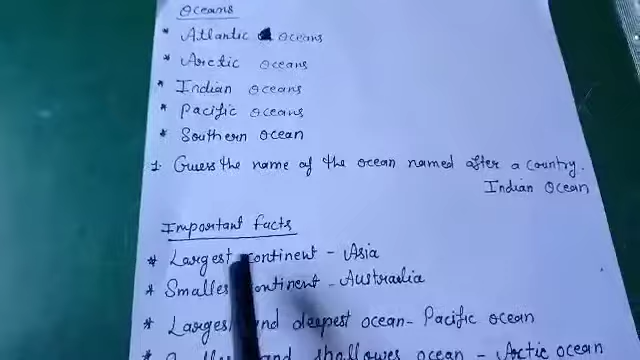 Oceans
* Atlantic oceans
* Arctic oceans
* Indian oceans
* Pacific oceans
* Southern ocean
1. Guess the name of the ocean named after a country.
Indian Ocean
Important facts
* Largest continent - Asia
* Smallest continent - Australia
* Largest and deepest ocean - Pacific ocean
* and shallowes ocean - Arctic ocean